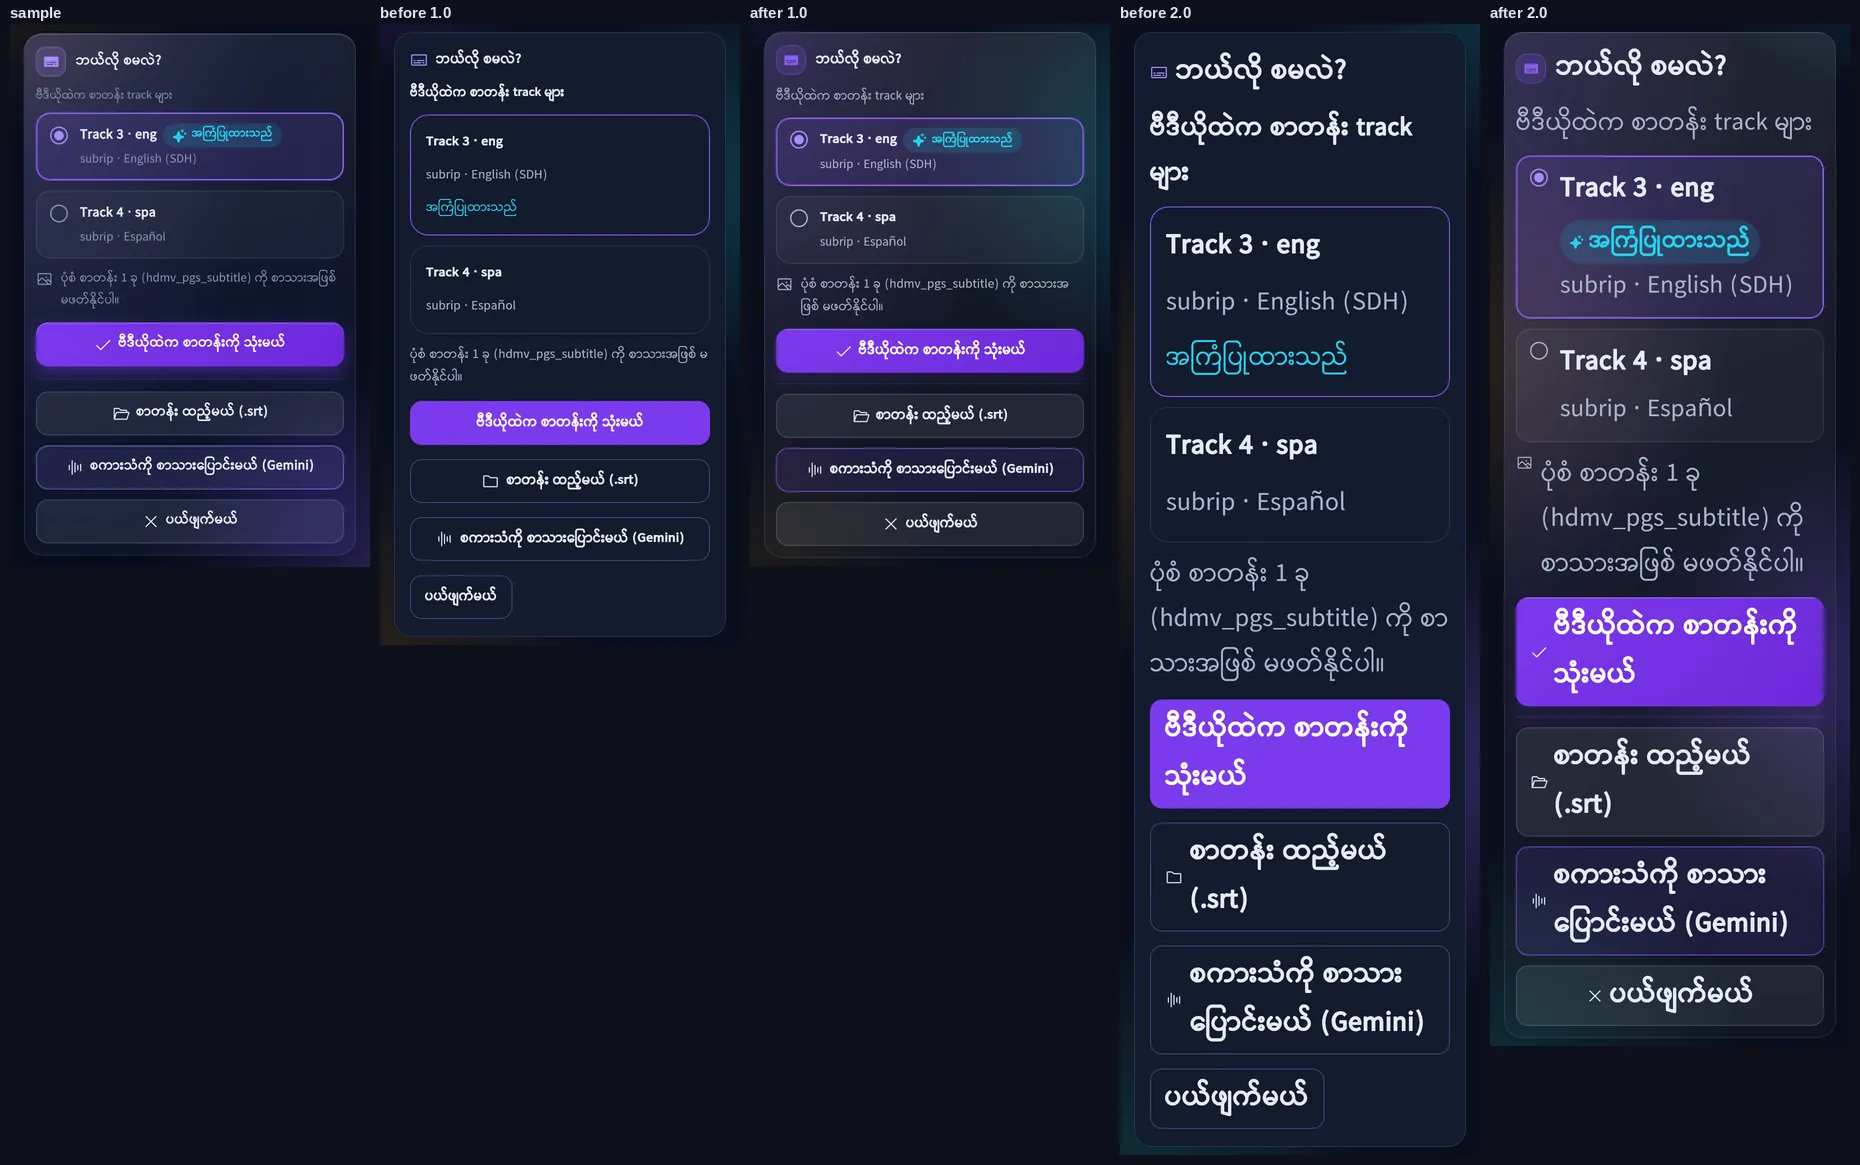 sample
ဘယ်လို စမလဲ?
ဗီဒီယိုထဲက စာတန်း track များ
Track 3 · eng
အကြံပြုထားသည်
subrip · English (SDH)
Track 4 · spa
subrip · Español
ပုံစံ စာတန်း 1 ခု (hdmv_pgs_subtitle) ကို စာသားအဖြစ်
မဖတ်နိုင်ပါ။
ဗီဒီယိုထဲက စာတန်းကို သုံးမယ်
စာတန်း ထည့်မယ် (.srt)
စကားသံကို စာသားပြောင်းမယ် (Gemini)
ပယ်ဖျက်မယ်
before 1.0
ဘယ်လို စမလဲ?
ဗီဒီယိုထဲက စာတန်း track များ
Track 3 · eng
subrip · English (SDH)
အကြံပြုထားသည်
Track 4 · spa
subrip · Español
ပုံစံ စာတန်း 1 ခု (hdmv_pgs_subtitle) ကို စာသားအဖြစ် မ
ဖတ်နိုင်ပါ။
ဗီဒီယိုထဲက စာတန်းကို သုံးမယ်
စာတန်း ထည့်မယ် (.srt)
စကားသံကို စာသားပြောင်းမယ် (Gemini)
ပယ်ဖျက်မယ်
after 1.0
ဘယ်လို စမလဲ?
ဗီဒီယိုထဲက စာတန်း track များ
Track 3 · eng
အကြံပြုထားသည်
subrip · English (SDH)
Track 4 · spa
subrip · Español
ပုံစံ စာတန်း 1 ခု (hdmv_pgs_subtitle) ကို စာသားအ
ဖြစ် မဖတ်နိုင်ပါ။
ဗီဒီယိုထဲက စာတန်းကို သုံးမယ်
စာတန်း ထည့်မယ် (.srt)
စကားသံကို စာသားပြောင်းမယ် (Gemini)
ပယ်ဖျက်မယ်
before 2.0
ဘယ်လို စမလဲ?
ဗီဒီယိုထဲက စာတန်း track
များ
Track 3 · eng
subrip · English (SDH)
အကြံပြုထားသည်
Track 4 · spa
subrip · Español
ပုံစံ စာတန်း 1 ခု
(hdmv_pgs_subtitle) ကို စာ
သားအဖြစ် မဖတ်နိုင်ပါ။
ဗီဒီယိုထဲက စာတန်းကို
သုံးမယ်
စာတန်း ထည့်မယ်
(.srt)
စကားသံကို စာသား
ပြောင်းမယ် (Gemini)
ပယ်ဖျက်မယ်
after 2.0
ဘယ်လို စမလဲ?
ဗီဒီယိုထဲက စာတန်း track များ
Track 3 · eng
အကြံပြုထားသည်
subrip · English (SDH)
Track 4 · spa
subrip · Español
ပုံစံ စာတန်း 1 ခု
(hdmv_pgs_subtitle) ကို
စာသားအဖြစ် မဖတ်နိုင်ပါ။
ဗီဒီယိုထဲက စာတန်းကို
သုံးမယ်
စာတန်း ထည့်မယ်
(.srt)
စကားသံကို စာသား
ပြောင်းမယ် (Gemini)
ပယ်ဖျက်မယ်